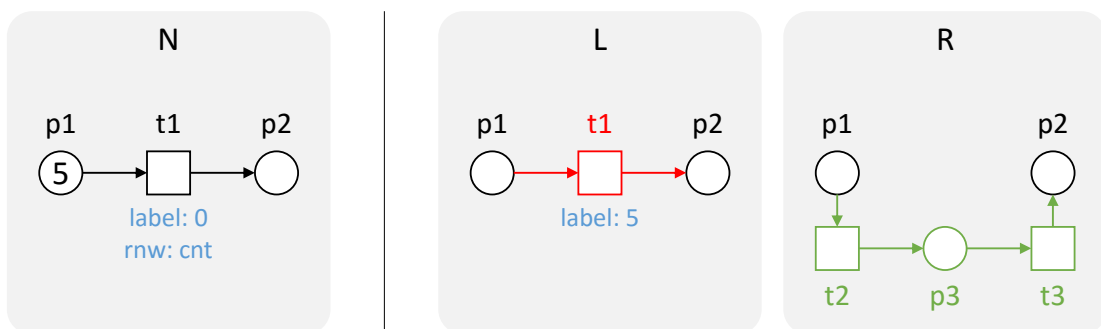 N
p1 t1 p2
5
label: 0
rnw: cnt
L
p1 t1 p2
label: 5
R
p1 p2
t2 p3 t3